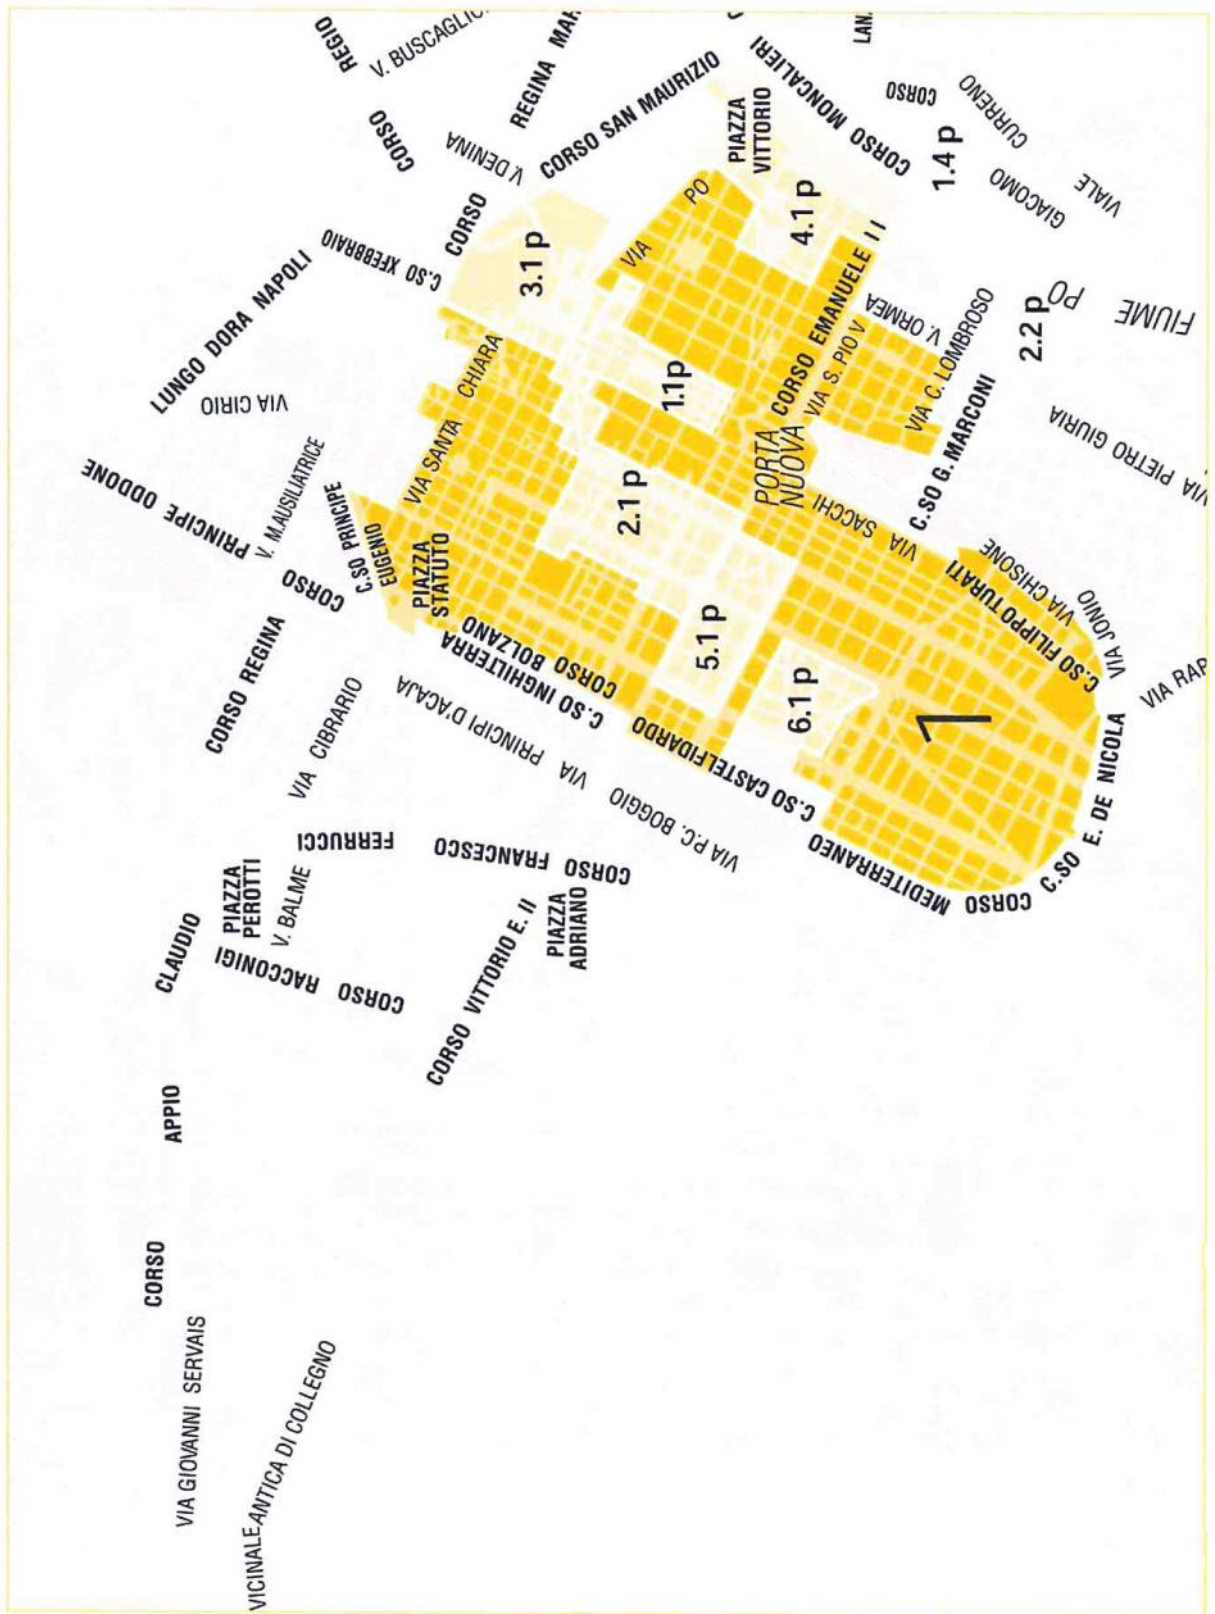 REGIO
V. BUSCAGLIO
CORSO
REGINA MAR
V. DENINA
CORSO
CORSO SAN MAURIZIO
LAN
CORSO MONCALIERI
CORSO
CURRENO
GIACOMO
VIALE
1.4 p
PIAZZA
VITTORIO
4.1 p
VIA PO
3.1 p
C.SO XFEBBRAIO
LUNGO DORA NAPOLI
VIA CIRIO
PRINCIPE ODDONE
CORSO
V. M.AUSILIATRICE
C.SO PRINCIPE
EUGENIO
VIA SANTA CHIARA
PIAZZA
STATUTO
1.1p
2.1 p
CORSO EMANUELE II
VIA S. PIO V
V. ORMEA
VIA C. LOMBROSO
PORTA
NUOVA
2.2 p
FIUME PO
VIA PIETRO GIURIA
VIA
C.SO G. MARCONI
VIA SACCHI
C.SO FILIPPO TURATI
VIA CHISONE
VIA JONIO
VIA RAP
5.1 p
6.1 p
1
C.SO E. DE NICOLA
CORSO MEDITERRANEO
C.SO CASTELFIDARDO
CORSO BOLZANO
C.SO INGHILTERRA
VIA PRINCIPI D'ACAJA
VIA P.C. BOGGIO
CORSO REGINA
VIA CIBRARIO
CORSO FRANCESCO FERRUCCI
PIAZZA
PEROTTI
V. BALME
CORSO RACCONIGI
CORSO VITTORIO E. II
PIAZZA
ADRIANO
CORSO APPIO CLAUDIO
VIA GIOVANNI SERVAIS
VICINALE ANTICA DI COLLEGNO